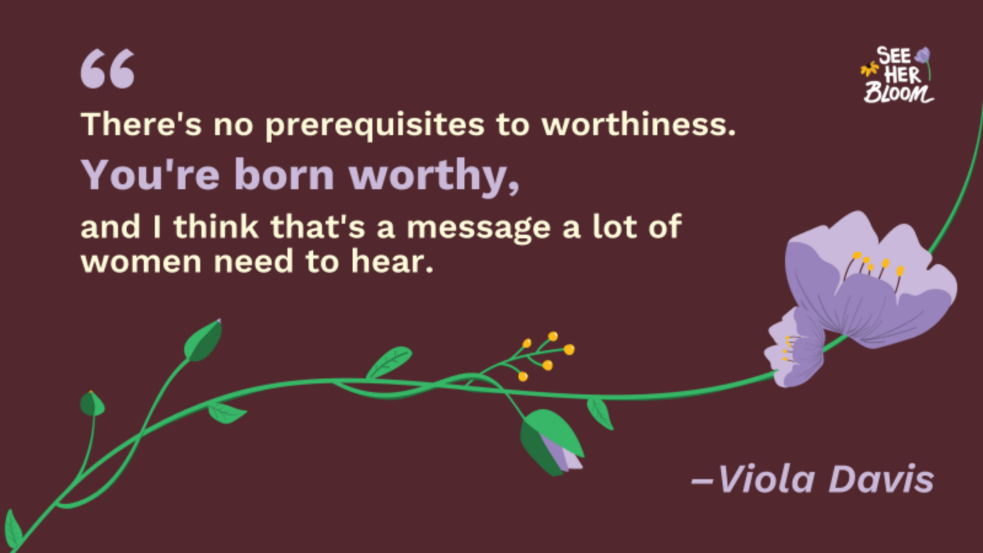 “
There's no prerequisites to worthiness.
You're born worthy,
and I think that's a message a lot of
women need to hear.
SEE
HER
BLOOM
–Viola Davis